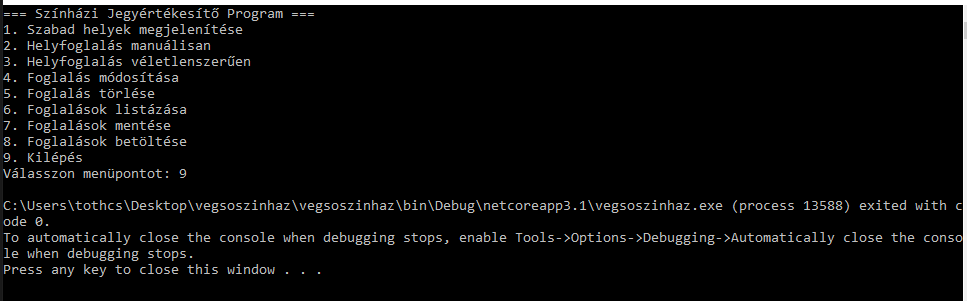 === Színházi Jegyértékesítő Program ===
1. Szabad helyek megjelenítése
2. Helyfoglalás manuálisan
3. Helyfoglalás véletlenszerűen
4. Foglalás módosítása
5. Foglalás törlése
6. Foglalások listázása
7. Foglalások mentése
8. Foglalások betöltése
9. Kilépés
Válasszon menüpontot: 9
C:\Users\tothcs\Desktop\vegsoszinhaz\vegsoszinhaz\bin\Debug\netcoreapp3.1\vegsoszinhaz.exe (process 13588) exited with c
ode 0.
To automatically close the console when debugging stops, enable Tools->Options->Debugging->Automatically close the conso
le when debugging stops.
Press any key to close this window . . .